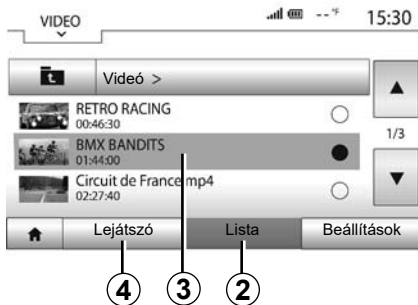 VIDEO
--°F 15:30
Videó >
RETRO RACING
00:46:30
1/3
BMX BANDITS
01:44:00
Circuit de France.mp4
02:27:40
Lejátszó Lista Beállítások
4 3 2